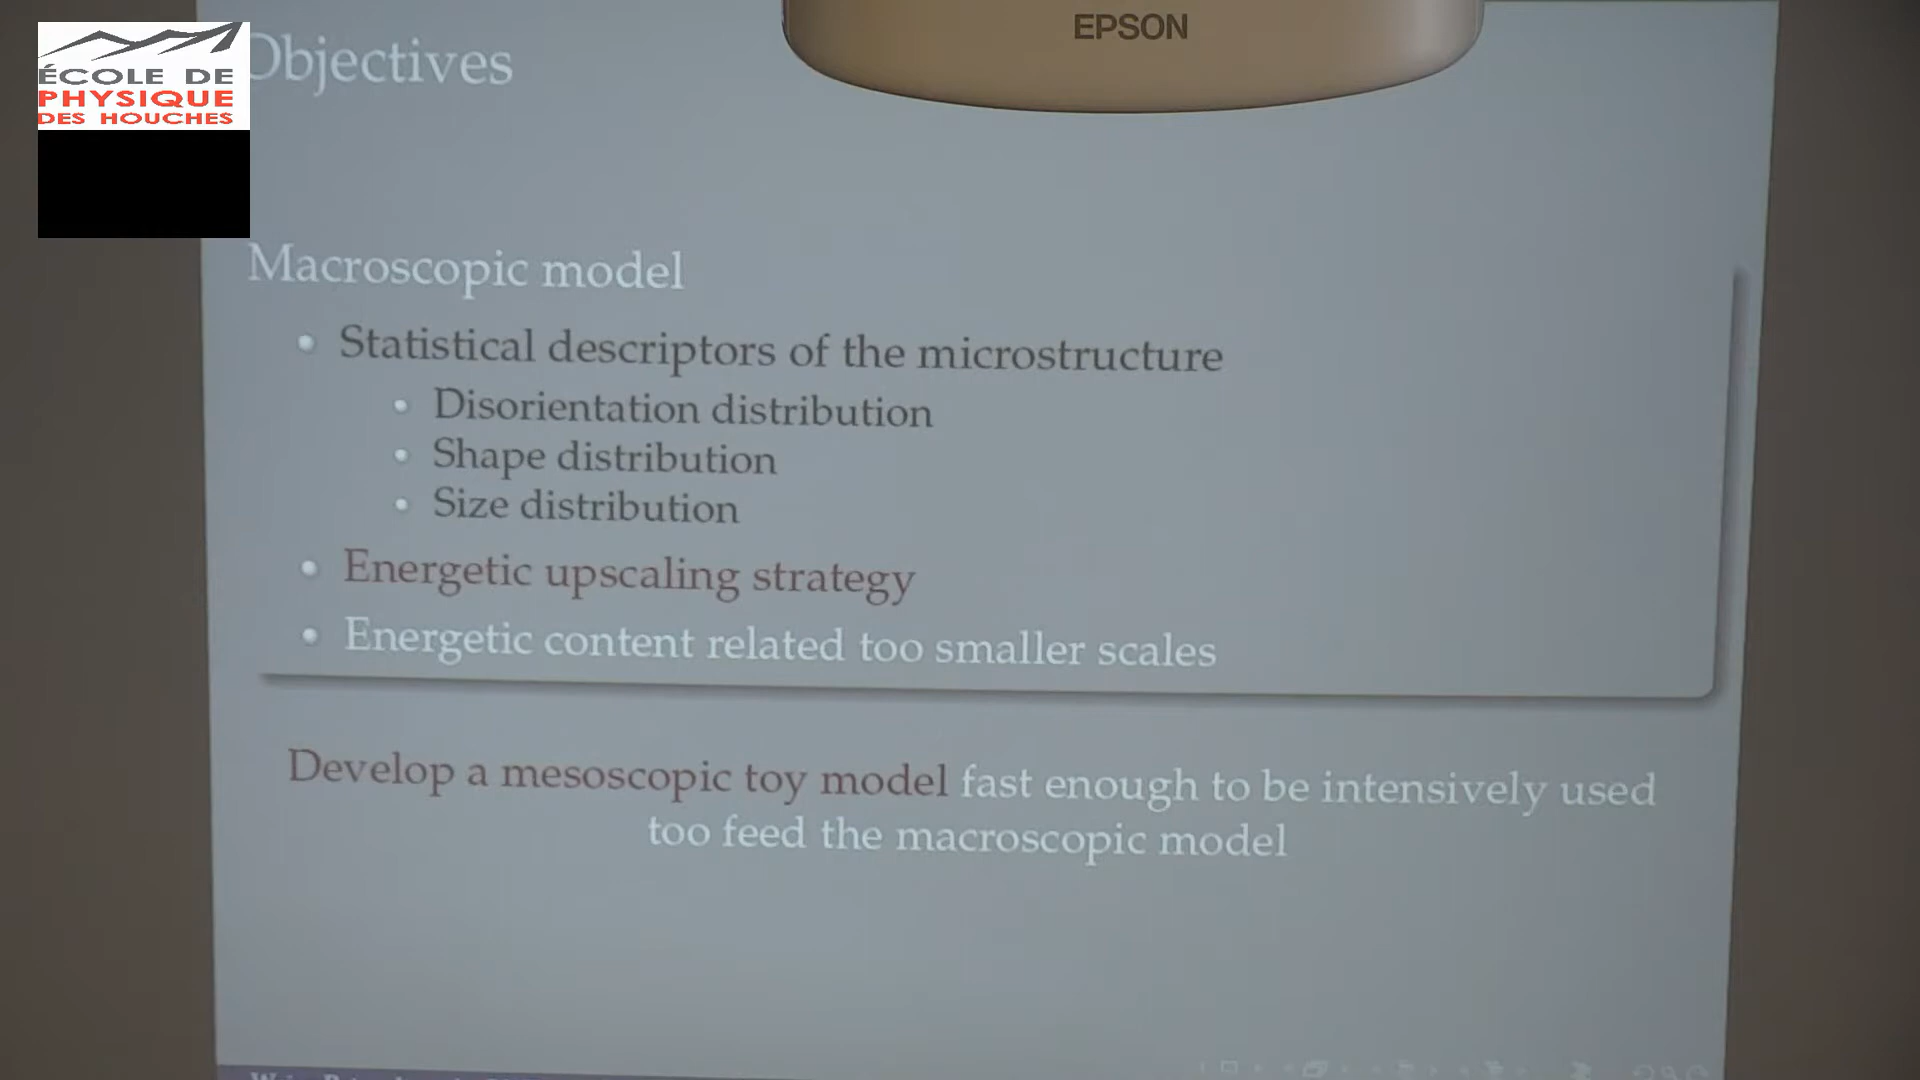 EPSON
ÉCOLE DE
PHYSIQUE
DES HOUCHES
Objectives
Macroscopic model
Statistical descriptors of the microstructure
Disorientation distribution
Shape distribution
Size distribution
Energetic upscaling strategy
Energetic content related too smaller scales
Develop a mesoscopic toy model fast enough to be intensively used
too feed the macroscopic model